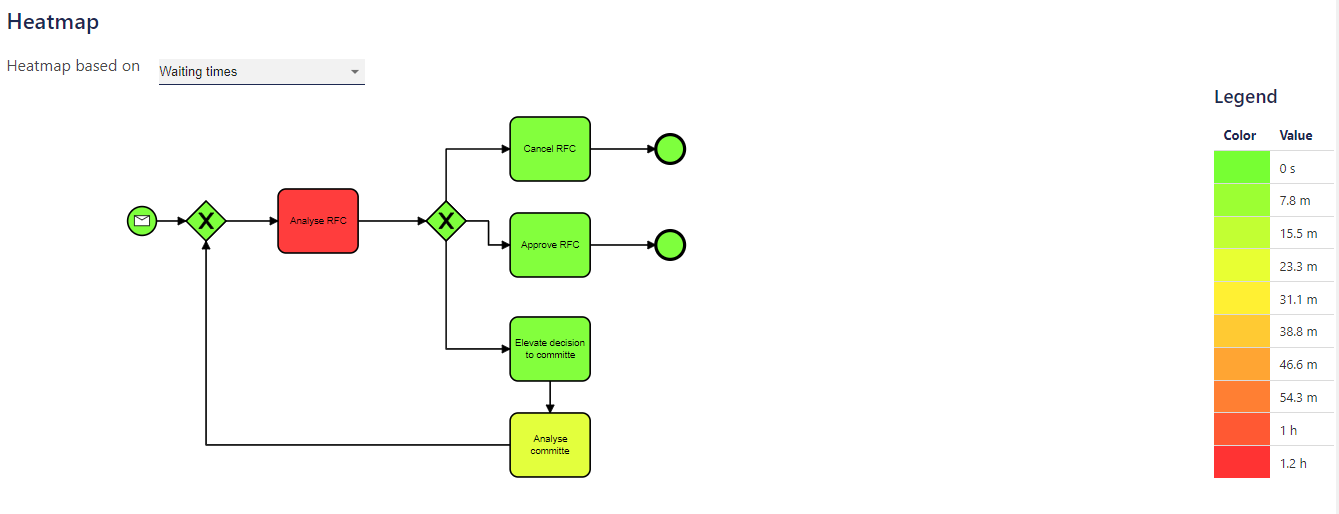 Heatmap
Heatmap based on Waiting times
Legend
Color Value
0 s
7.8 m
15.5 m
23.3 m
31.1 m
38.8 m
46.6 m
54.3 m
1 h
1.2 h
X
Analyse RFC
X
Cancel RFC
Approve RFC
Elevate decision
to committe
Analyse
committe